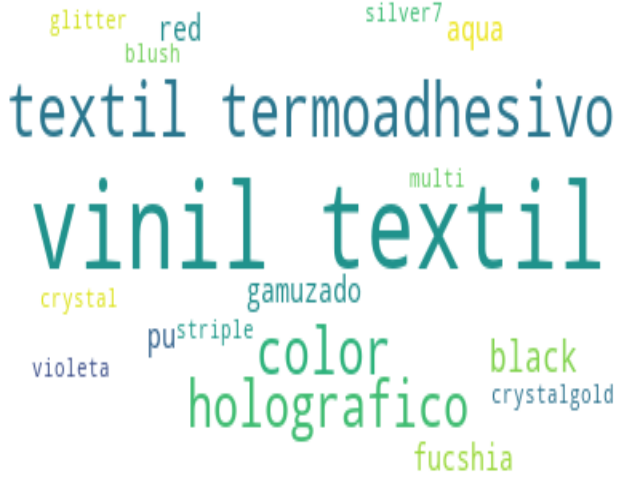 glitter
red
silver7
aqua
blush
textil termoadhesivo
multi
vinil textil
crystal
gamuzado
pu
striple
color
black
violeta
crystalgold
holografico
fucshia